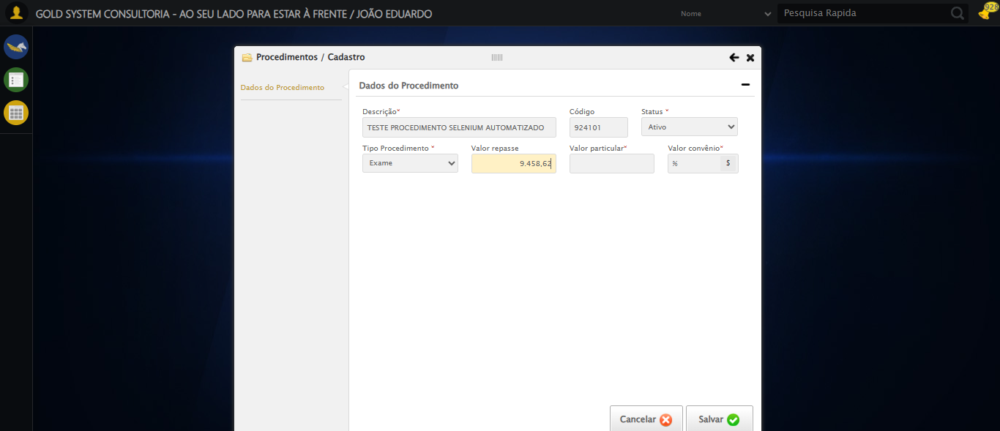 GOLD SYSTEM CONSULTORIA - AO SEU LADO PARA ESTAR À FRENTE / JOÃO EDUARDO
Nome
Pesquisa Rapida
928
Procedimentos / Cadastro
Dados do Procedimento
Dados do Procedimento
Descrição* Código Status *
TESTE PROCEDIMENTO SELENIUM AUTOMATIZADO 924101 Ativo
Tipo Procedimento * Valor repasse Valor particular* Valor convênio*
Exame 9.458,62 % $
Cancelar Salvar